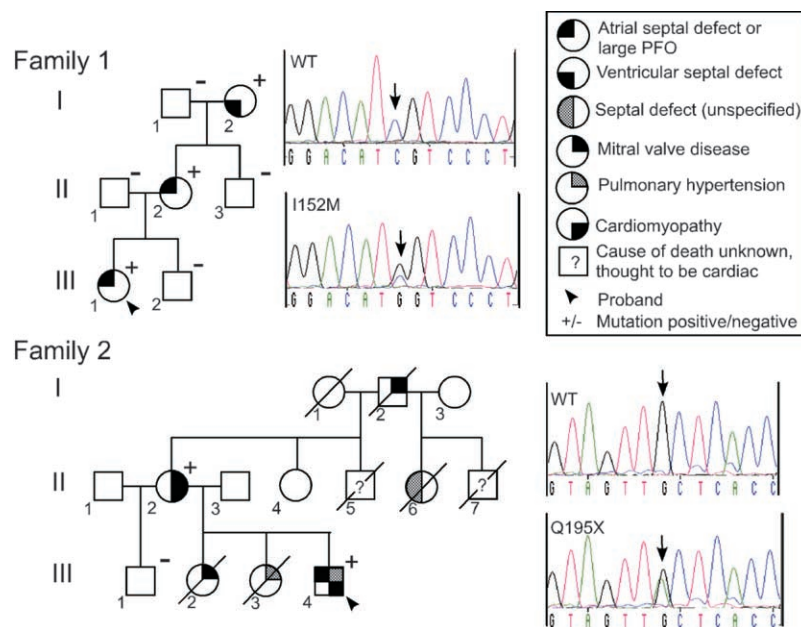 Family 1
I
II
III
1
-
2
+
1
-
2
+
3
-
1
+
2
-
WT
G G A C A T C G T C C C T
I152M
G G A C A T G G T C C C T
Atrial septal defect or
large PFO
Ventricular septal defect
Septal defect (unspecified)
Mitral valve disease
Pulmonary hypertension
Cardiomyopathy
? Cause of death unknown,
thought to be cardiac
Proband
+/- Mutation positive/negative
Family 2
I
II
III
1
2
3
1
2
+
3
4
?
5
6
?
7
1
-
2
3
4
+
WT
G T A G T T G C T C A C C
Q195X
G T A G T T G C T C A C C